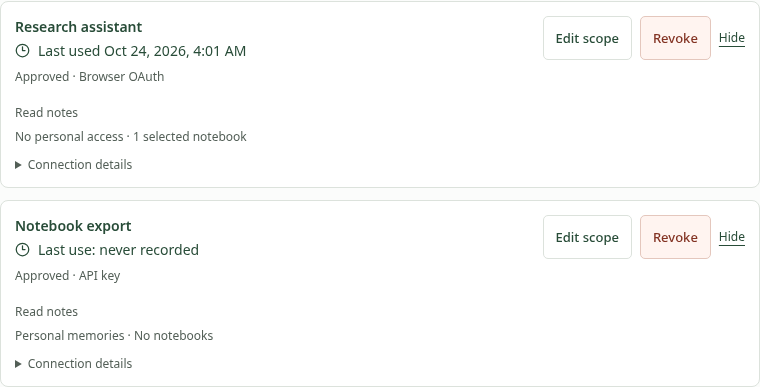 Research assistant
Edit scope
Revoke
Hide
Last used Oct 24, 2026, 4:01 AM
Approved · Browser OAuth
Read notes
No personal access · 1 selected notebook
Connection details
Notebook export
Edit scope
Revoke
Hide
Last use: never recorded
Approved · API key
Read notes
Personal memories · No notebooks
Connection details